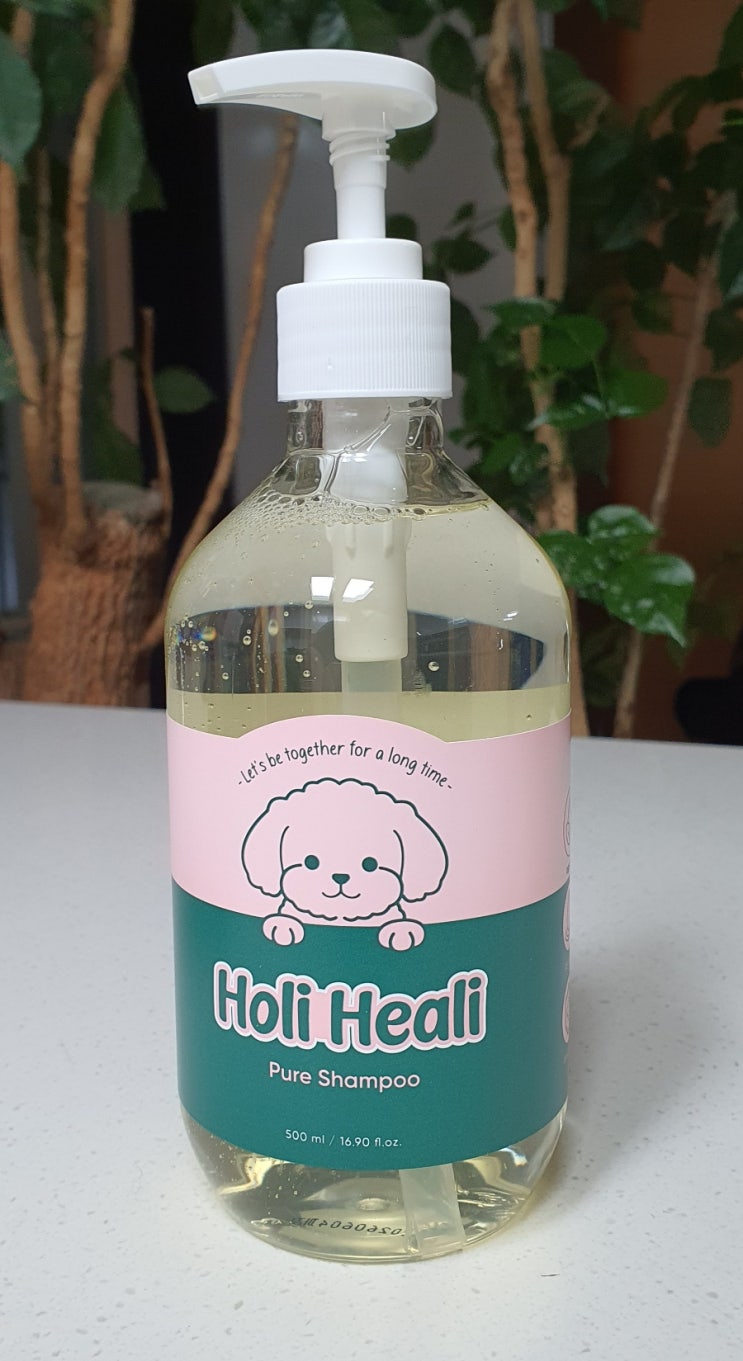 -Let's be together for a long time-
Holi Heali
Pure Shampoo
500 ml / 16.90 fl.oz.